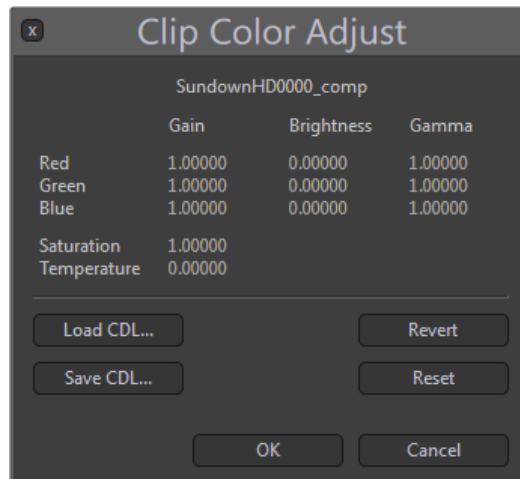 x Clip Color Adjust
SundownHD0000_comp
Gain Brightness Gamma
Red 1.00000 0.00000 1.00000
Green 1.00000 0.00000 1.00000
Blue 1.00000 0.00000 1.00000
Saturation 1.00000
Temperature 0.00000
Load CDL... Revert
Save CDL... Reset
OK Cancel